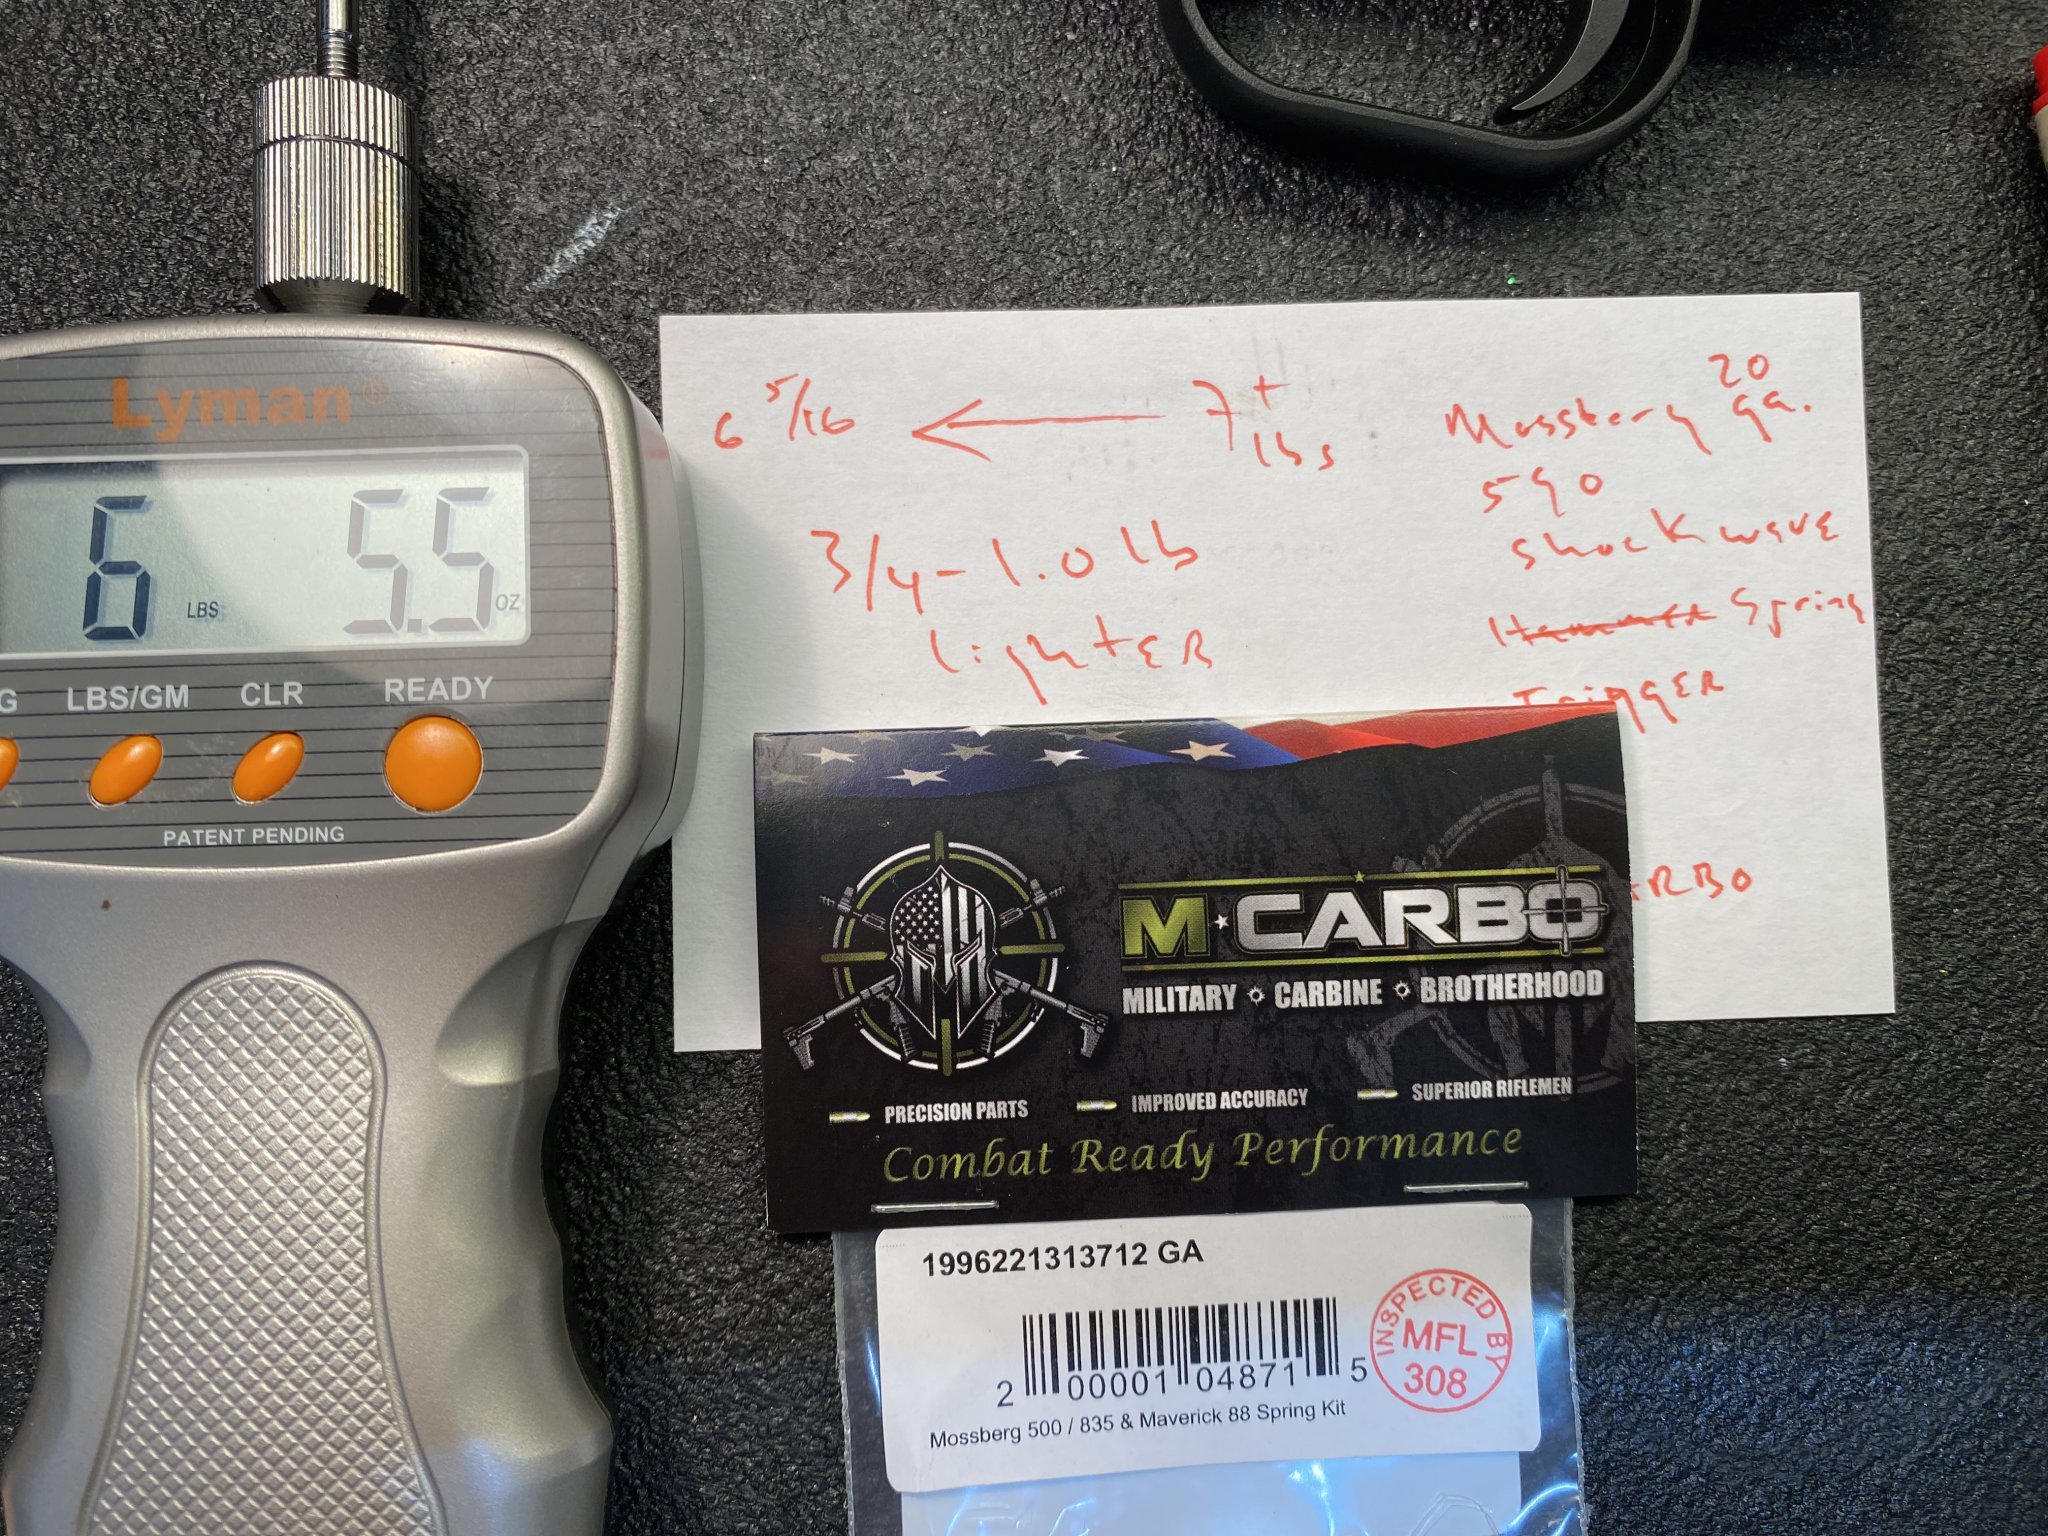 Lyman®
6 LBS 5.5 OZ
G LBS/GM CLR READY
PATENT PENDING
6 5/16 ← 7+ lbs
3/4 - 1.0 lb
lightER
Mossberg 20 ga.
590
shockwave
Hammer Spring
TriggER
ARBO
M*CARBO
MILITARY CARBINE BROTHERHOOD
PRECISION PARTS IMPROVED ACCURACY SUPERIOR RIFLEMEN
Combat Ready Performance
1996221313712 GA
2 00001 04871 5
INSPECTED BY
MFL
308
Mossberg 500 / 835 & Maverick 88 Spring Kit